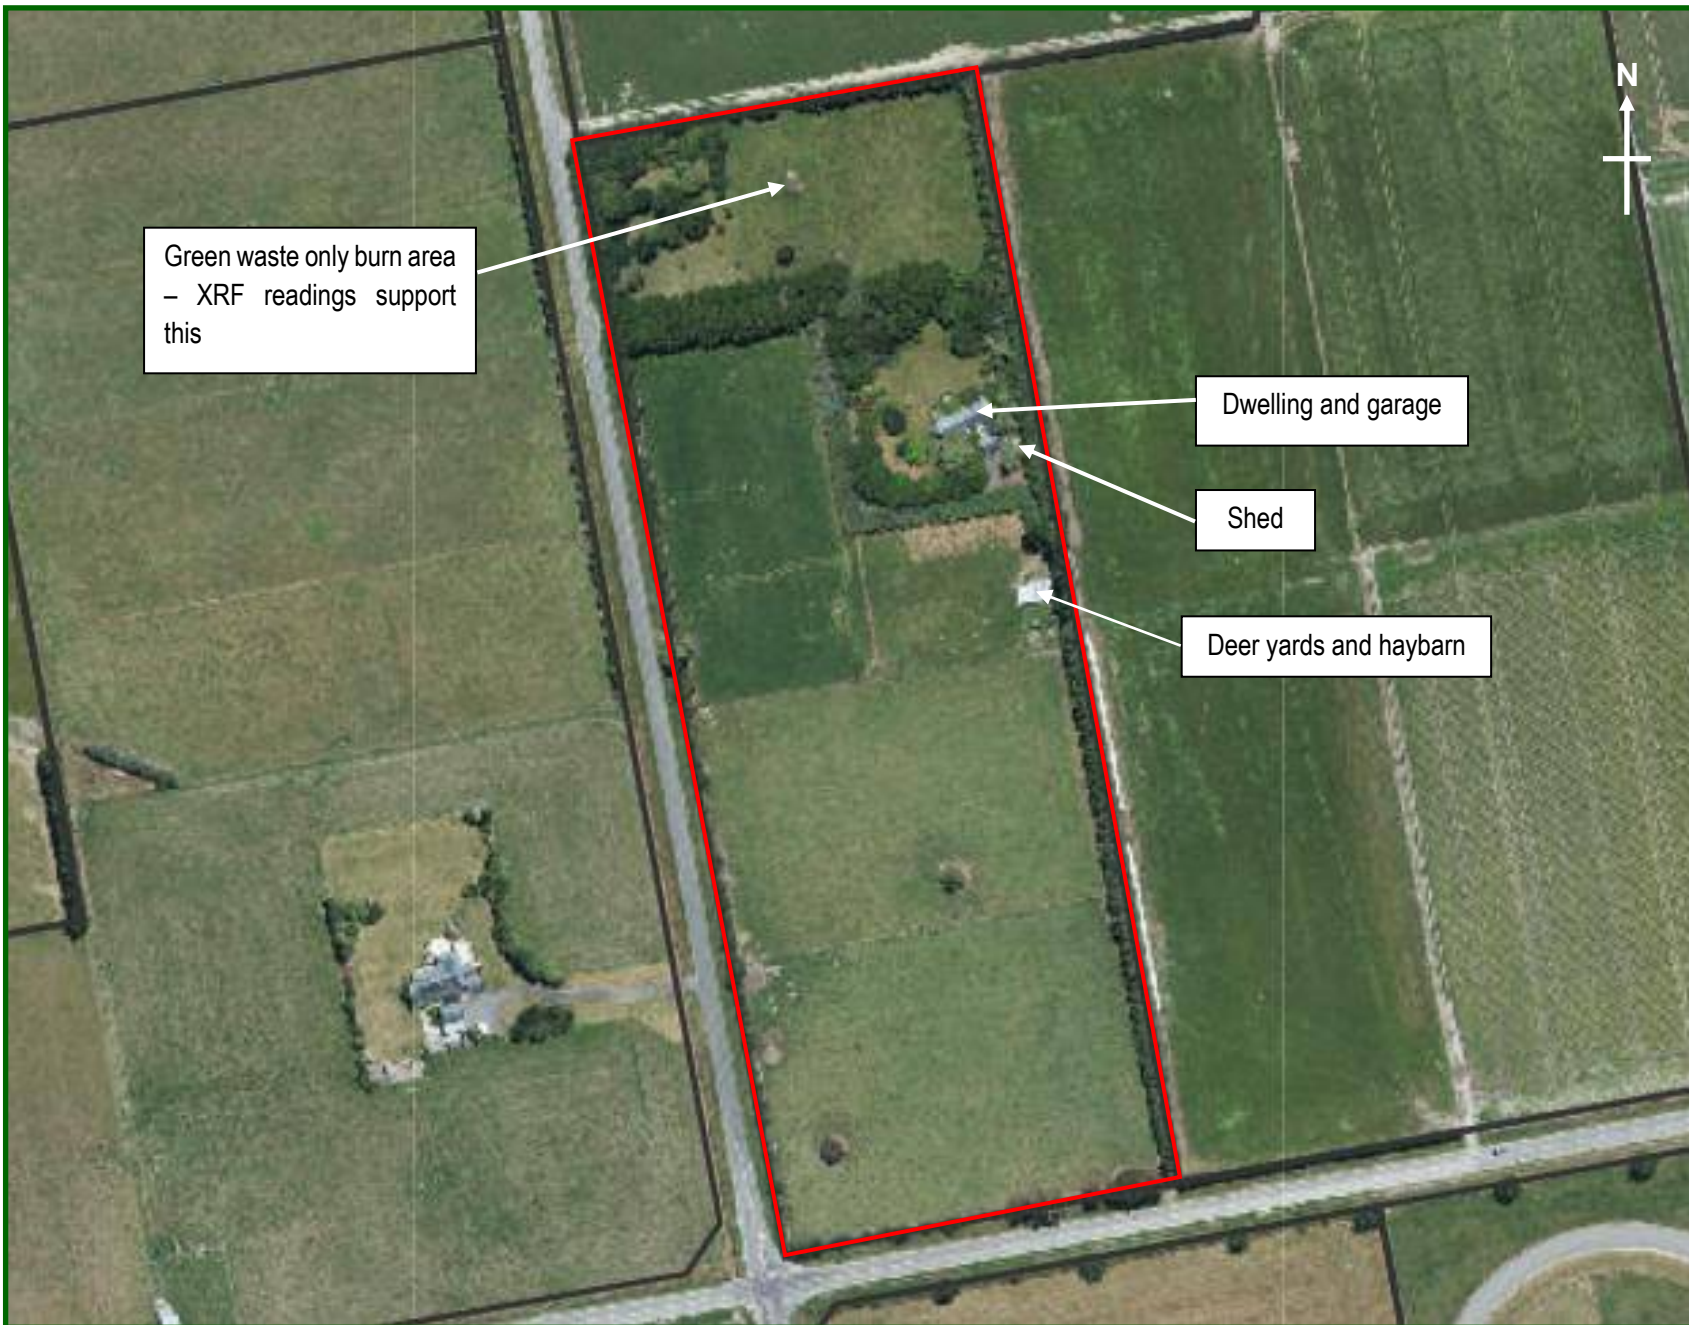 N
Green waste only burn area
– XRF readings support
this
Dwelling and garage
Shed
Deer yards and haybarn